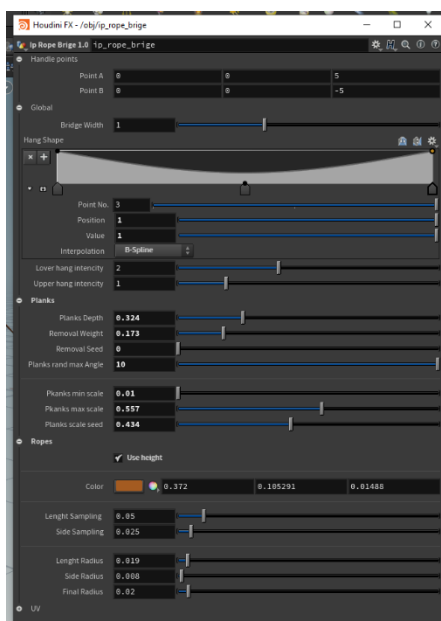 Houdini FX - /obj/ip_rope_brige
Ip Rope Brige 1.0 ip_rope_brige
Handle points
Point A 0 0 5
Point B 0 0 -5
Global
Bridge Width 1
Hang Shape
Point No. 3
Position 1
Value 1
Interpolation B-Spline
Lover hang intencity 2
Upper hang intencity 1
Planks
Planks Depth 0.324
Removal Weight 0.173
Removal Seed 0
Planks rand max Angle 10
Pkanks min scale 0.01
Pkanks max scale 0.557
Planks scale seed 0.434
Ropes
Use height
Color 0.372 0.105291 0.01488
Lenght Sampling 0.05
Side Sampling 0.025
Lenght Radius 0.019
Side Radius 0.008
Final Radius 0.02
UV